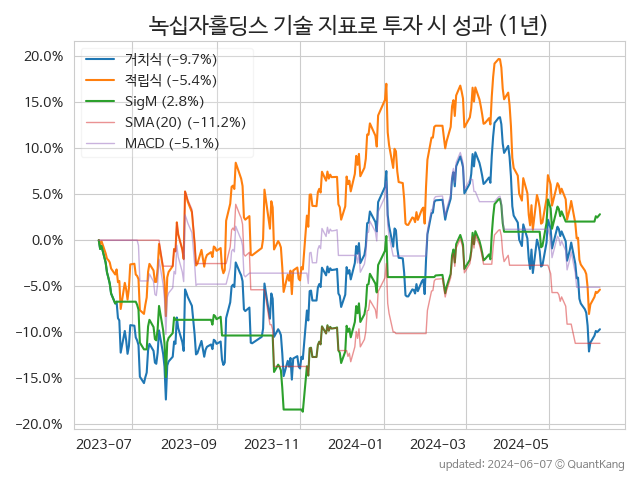 녹십자홀딩스 기술 지표로 투자 시 성과 (1년)
거치식 (−9.7%)
적립식 (−5.4%)
SigM (2.8%)
SMA(20) (−11.2%)
MACD (−5.1%)
20.0%
15.0%
10.0%
5.0%
0.0%
−5.0%
−10.0%
−15.0%
−20.0%
2023−07 2023−09 2023−11 2024−01 2024−03 2024−05
updated: 2024−06−07 © QuantKang